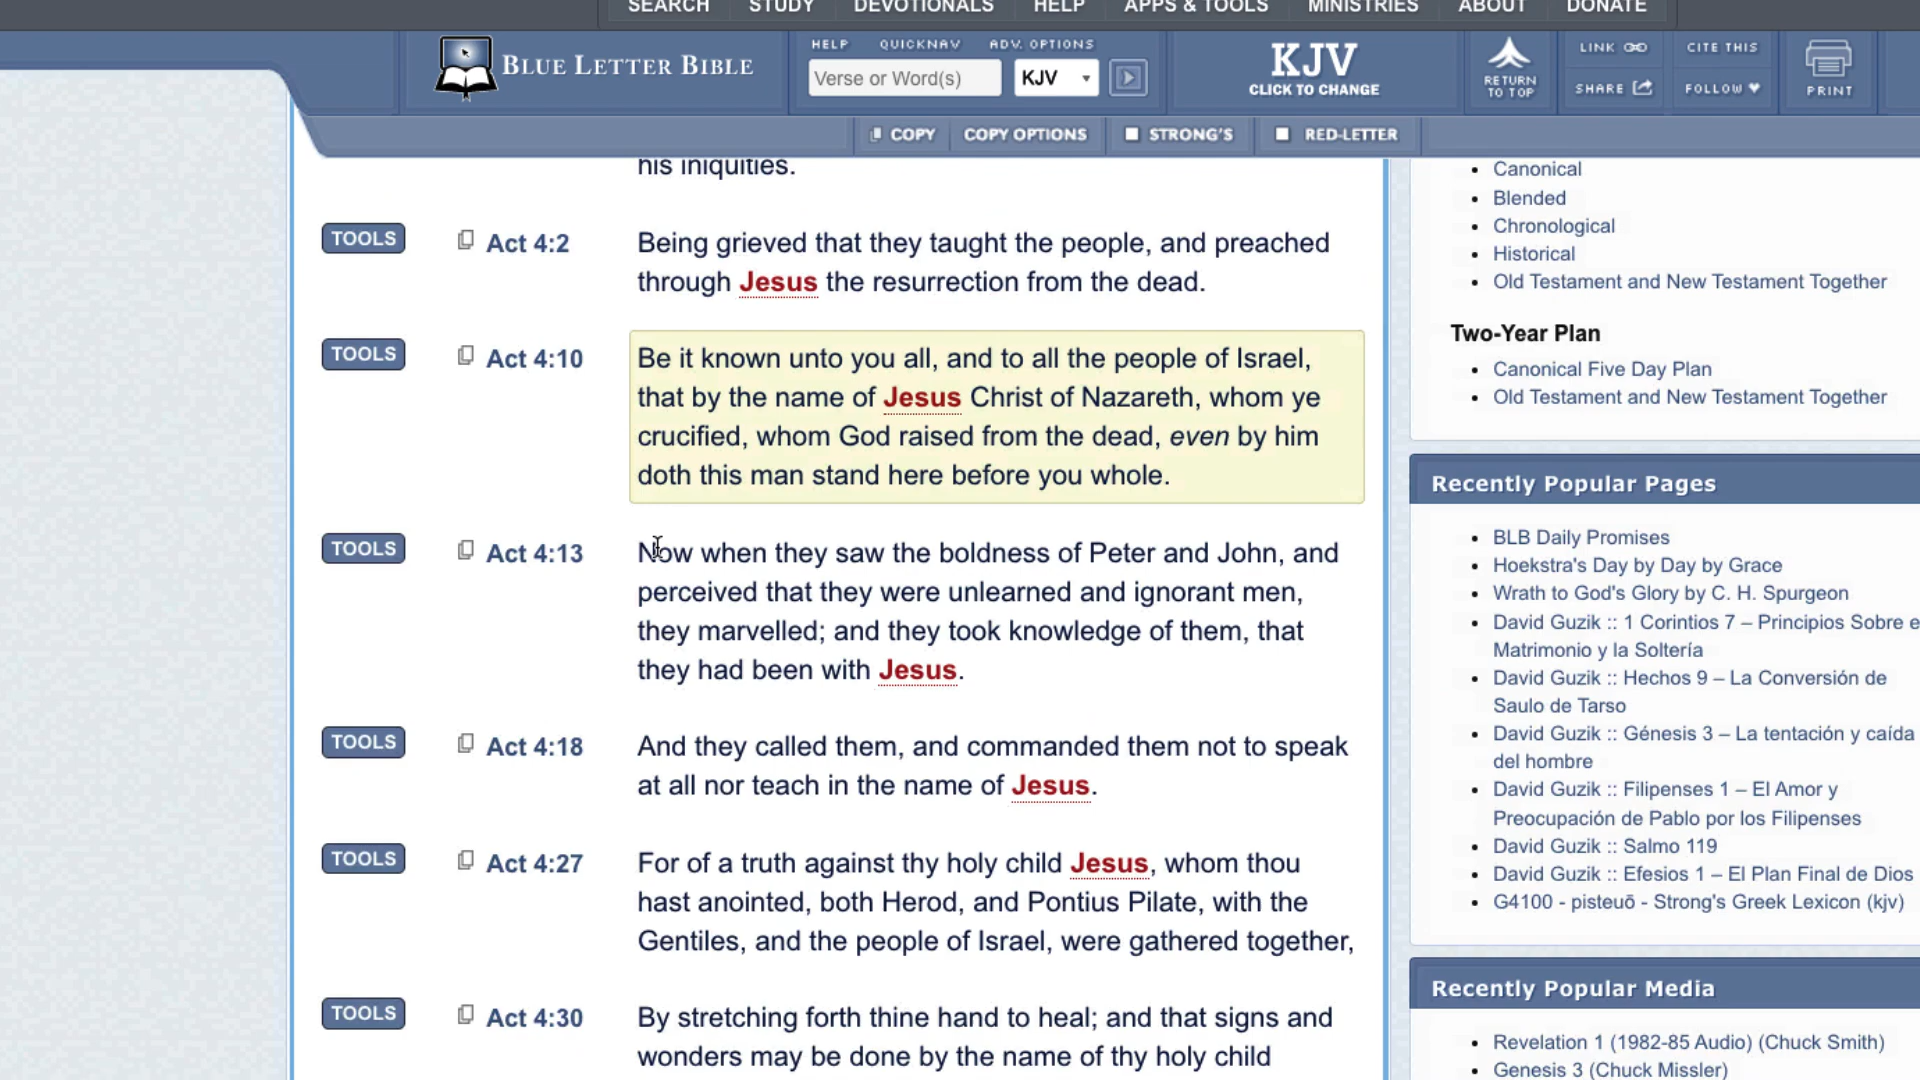 SEARCH STUDY DEVOTIONALS HELP APPS & TOOLS MINISTRIES ABOUT DONATE
BLUE LETTER BIBLE
HELP QUICKNAV ADV. OPTIONS
Verse or Word(s) KJV
KJV
CLICK TO CHANGE
RETURN
TO TOP
LINK
SHARE
CITE THIS
FOLLOW
PRINT
COPY COPY OPTIONS STRONG'S RED-LETTER
his iniquities.
TOOLS Act 4:2 Being grieved that they taught the people, and preached
through Jesus the resurrection from the dead.
TOOLS Act 4:10 Be it known unto you all, and to all the people of Israel,
that by the name of Jesus Christ of Nazareth, whom ye
crucified, whom God raised from the dead, even by him
doth this man stand here before you whole.
TOOLS Act 4:13 Now when they saw the boldness of Peter and John, and
perceived that they were unlearned and ignorant men,
they marvelled; and they took knowledge of them, that
they had been with Jesus.
TOOLS Act 4:18 And they called them, and commanded them not to speak
at all nor teach in the name of Jesus.
TOOLS Act 4:27 For of a truth against thy holy child Jesus, whom thou
hast anointed, both Herod, and Pontius Pilate, with the
Gentiles, and the people of Israel, were gathered together,
TOOLS Act 4:30 By stretching forth thine hand to heal; and that signs and
wonders may be done by the name of thy holy child
Canonical
Blended
Chronological
Historical
Old Testament and New Testament Together
Two-Year Plan
Canonical Five Day Plan
Old Testament and New Testament Together
Recently Popular Pages
BLB Daily Promises
Hoekstra's Day by Day by Grace
Wrath to God's Glory by C. H. Spurgeon
David Guzik :: 1 Corintios 7 – Principios Sobre e
Matrimonio y la Soltería
David Guzik :: Hechos 9 – La Conversión de
Saulo de Tarso
David Guzik :: Génesis 3 – La tentación y caída
del hombre
David Guzik :: Filipenses 1 – El Amor y
Preocupación de Pablo por los Filipenses
David Guzik :: Salmo 119
David Guzik :: Efesios 1 – El Plan Final de Dios
G4100 - pisteuō - Strong's Greek Lexicon (kjv)
Recently Popular Media
Revelation 1 (1982-85 Audio) (Chuck Smith)
Genesis 3 (Chuck Missler)